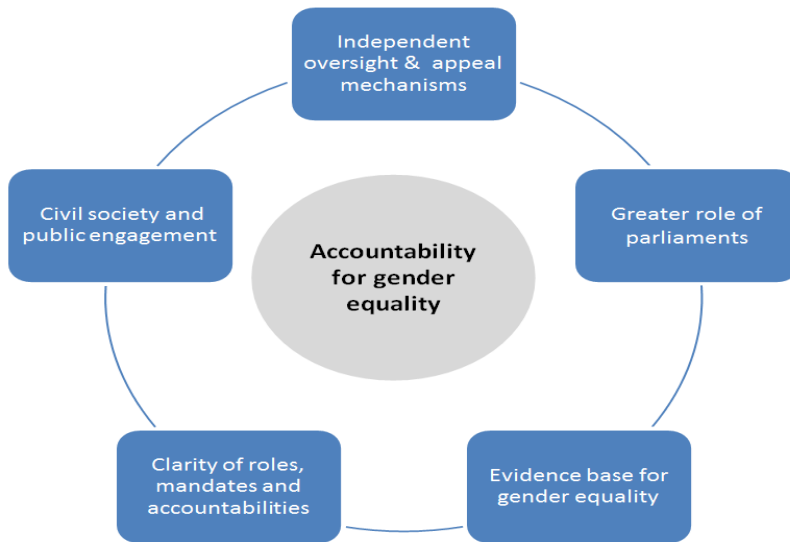 Independent
oversight & appeal
mechanisms
Civil society and
public engagement
Greater role of
parliaments
Accountability
for gender
equality
Clarity of roles,
mandates and
accountabilities
Evidence base for
gender equality